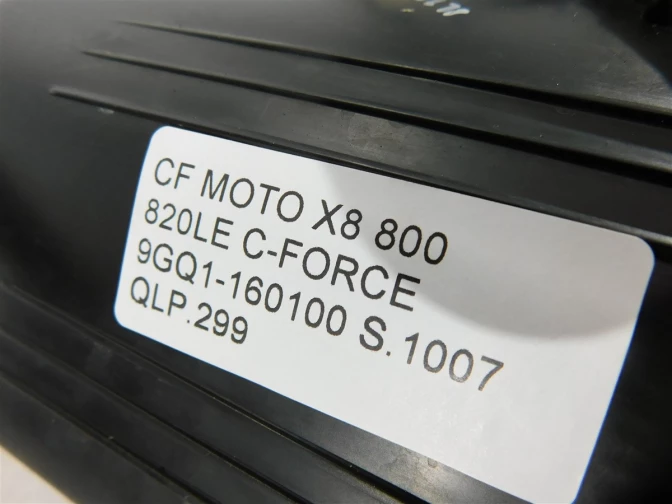 CF MOTO X8 800
820LE C-FORCE
9GQ1-160100 S.1007
QLP.299